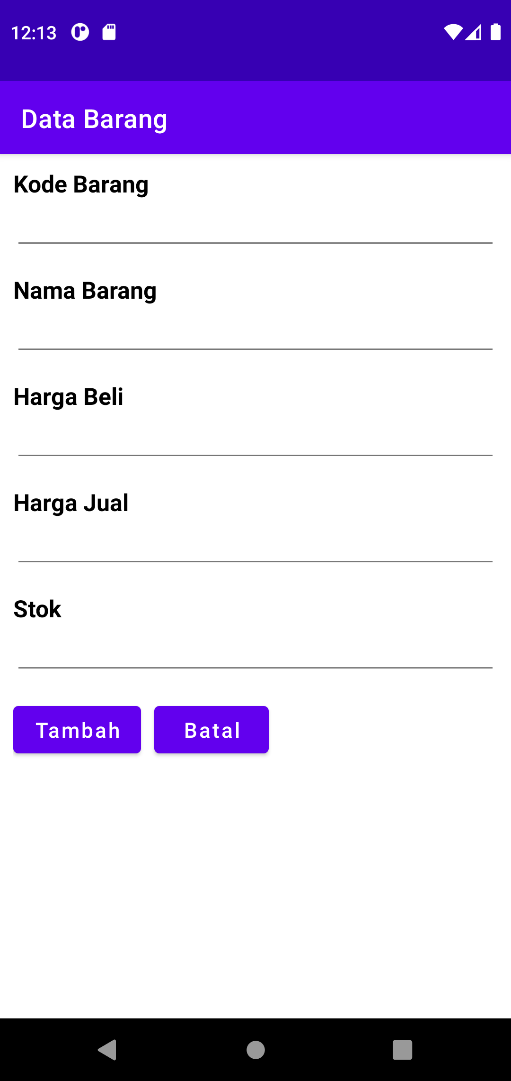 12:13
Data Barang
Kode Barang
Nama Barang
Harga Beli
Harga Jual
Stok
Tambah Batal